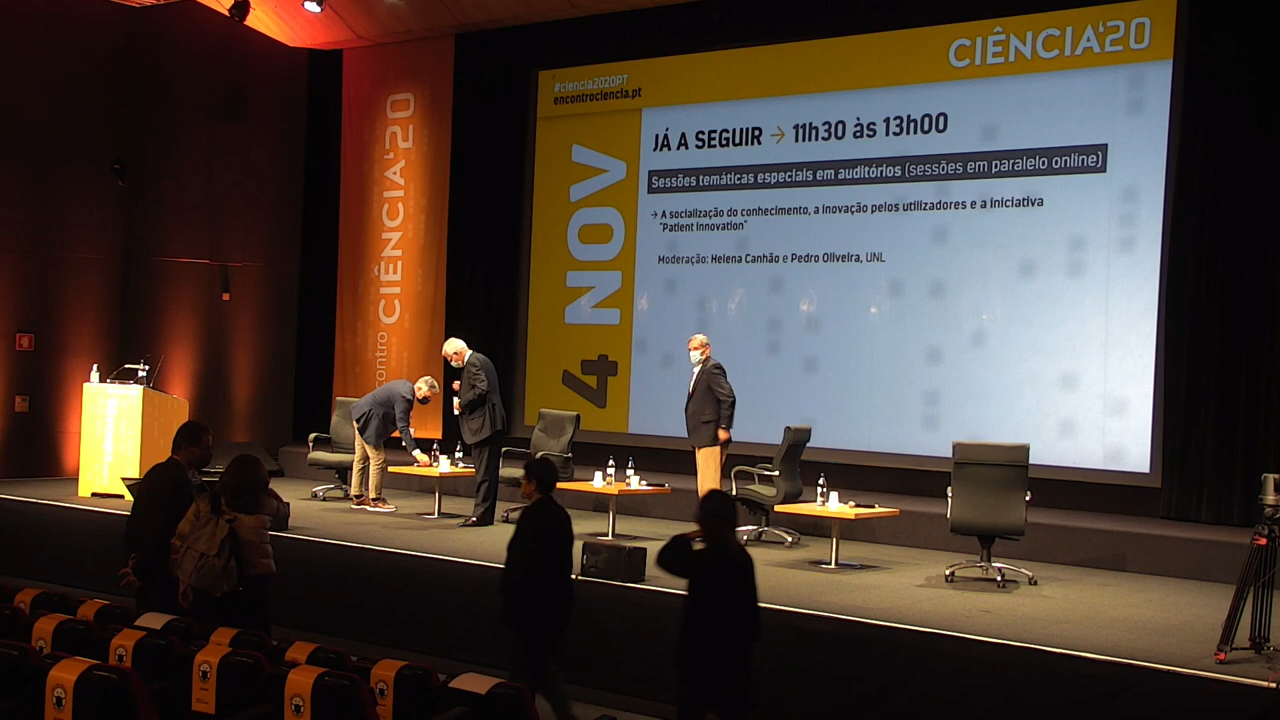 CIÊNCIA'20
#ciencia2020PT
encontrociencia.pt
4 NOV
JÁ A SEGUIR → 11h30 às 13h00
Sessões temáticas especiais em auditórios (sessões em paralelo online)
→ A socialização do conhecimento, a inovação pelos utilizadores e a iniciativa
"Patient Innovation"
Moderação: Helena Canhão e Pedro Oliveira, UNL
CIÊNCIA'20